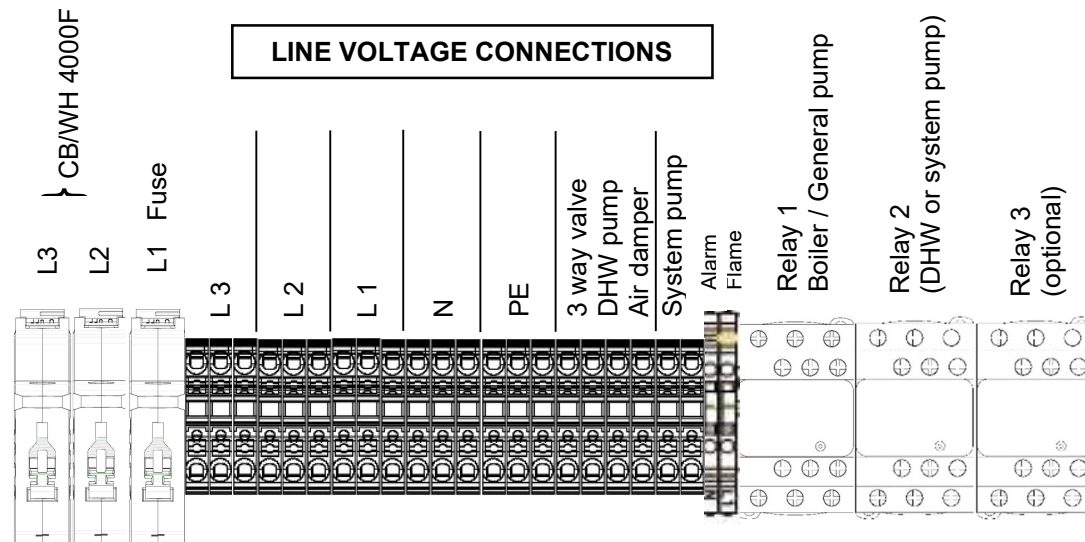 LINE VOLTAGE CONNECTIONS
CB/WH 4000F
L3
L2
L1 Fuse
L 3
L 2
L 1
N
PE
3 way valve
DHW pump
Air damper
System pump
Alarm
Flame
Relay 1
Boiler / General pump
Relay 2
(DHW or system pump)
Relay 3
(optional)